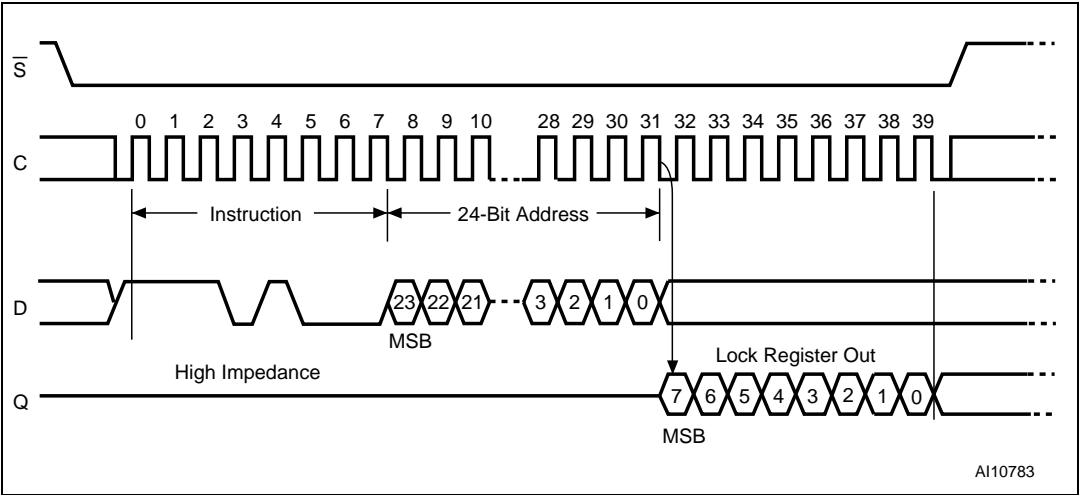 S
0 1 2 3 4 5 6 7 8 9 10 28 29 30 31 32 33 34 35 36 37 38 39
C
Instruction 24-Bit Address
D
23 22 21 3 2 1 0
MSB
Lock Register Out
High Impedance
Q
7 6 5 4 3 2 1 0
MSB
AI10783